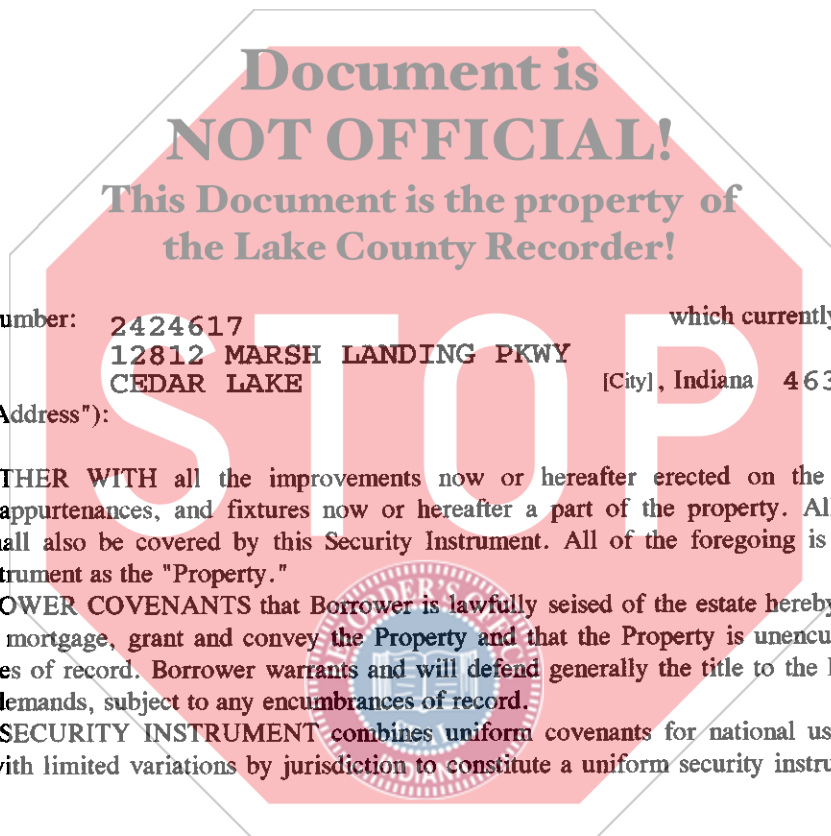 Document is
NOT OFFICIAL!
This Document is the property of
the Lake County Recorder!
STOP
umber: 2424617 which currently
12812 MARSH LANDING PKWY
CEDAR LAKE [City], Indiana 463
Address"):
THER WITH all the improvements now or hereafter erected on the
appurtenances, and fixtures now or hereafter a part of the property. Al
all also be covered by this Security Instrument. All of the foregoing is
trument as the "Property."
OWER COVENANTS that Borrower is lawfully seised of the estate hereby
mortgage, grant and convey the Property and that the Property is unencu
es of record. Borrower warrants and will defend generally the title to the
emands, subject to any encumbrances of record.
SECURITY INSTRUMENT combines uniform covenants for national us
ith limited variations by jurisdiction to constitute a uniform security instru